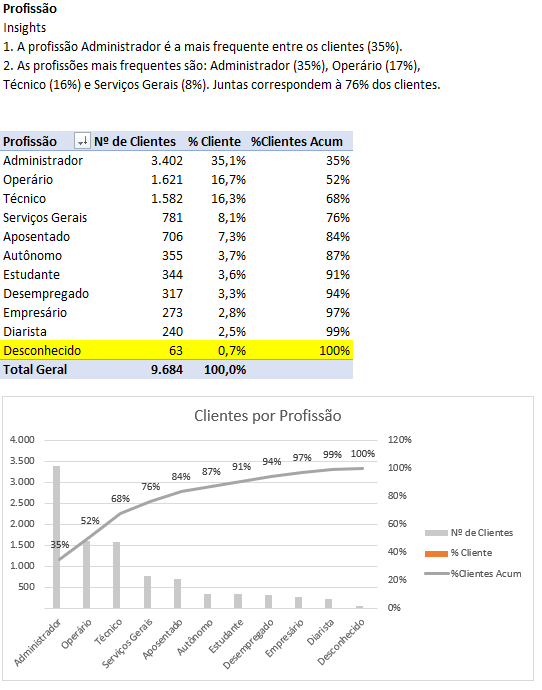 Profissão
Insights
1. A profissão Administrador é a mais frequente entre os clientes (35%).
2. As profissões mais frequentes são: Administrador (35%), Operário (17%),
Técnico (16%) e Serviços Gerais (8%). Juntas correspondem à 76% dos clientes.
Profissão Nº de Clientes % Cliente %Clientes Acum
Administrador 3.402 35,1% 35%
Operário 1.621 16,7% 52%
Técnico 1.582 16,3% 68%
Serviços Gerais 781 8,1% 76%
Aposentado 706 7,3% 84%
Autônomo 355 3,7% 87%
Estudante 344 3,6% 91%
Desempregado 317 3,3% 94%
Empresário 273 2,8% 97%
Diarista 240 2,5% 99%
Desconhecido 63 0,7% 100%
Total Geral 9.684 100,0%
Clientes por Profissão
4.000
3.500
3.000
2.500
2.000
1.500
1.000
500
35% 52% 68% 76% 84% 87% 91% 94% 97% 99% 100%
120%
100%
80%
60%
40%
20%
0%
Administrador
Operário
Técnico
Serviços Gerais
Aposentado
Autônomo
Estudante
Desempregado
Empresário
Diarista
Desconhecido
Nº de Clientes
% Cliente
%Clientes Acum